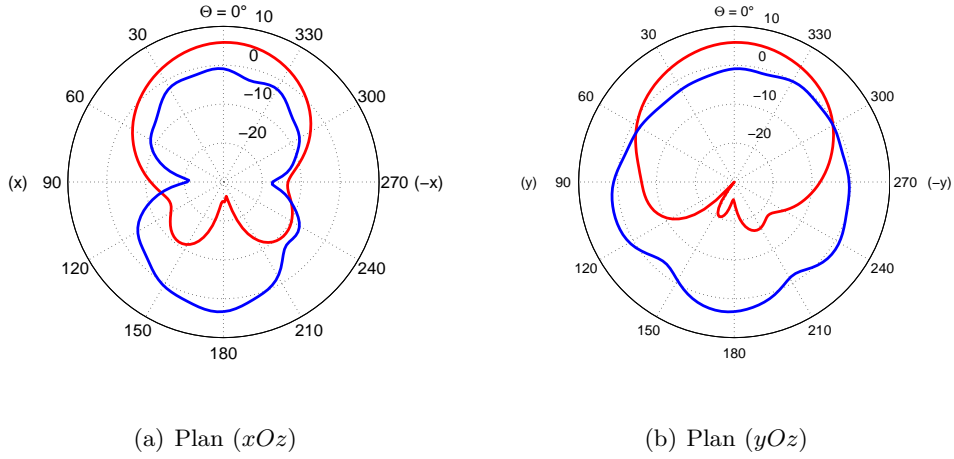 Θ = 0° 10
30 330
0
60 −10 300
−20
(x) 90 270 (−x)
120 240
150 210
180
(a) Plan (xOz)
Θ = 0° 10
30 330
0
60 −10 300
−20
(y) 90 270 (−y)
120 240
150 210
180
(b) Plan (yOz)